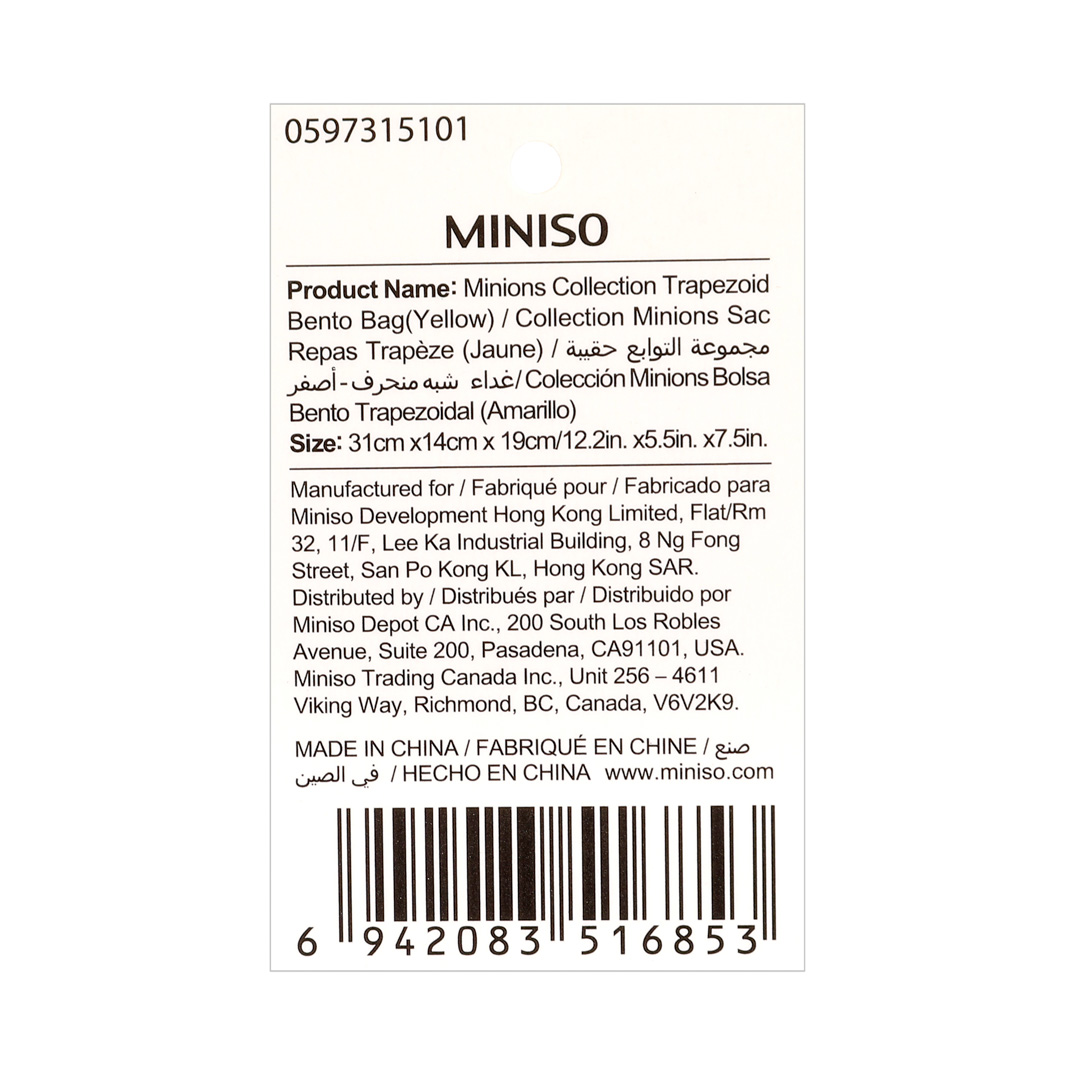 0597315101
MINISO
Product Name: Minions Collection Trapezoid
Bento Bag(Yellow) / Collection Minions Sac
Repas Trapèze (Jaune) / مجموعة التوابع حقيبة
غداء شبه منحرف-أصفر/Colección Minions Bolsa
Bento Trapezoidal (Amarillo)
Size: 31cm x14cm x 19cm/12.2in. x5.5in. x7.5in.
Manufactured for / Fabriqué pour / Fabricado para
Miniso Development Hong Kong Limited, Flat/Rm
32, 11/F, Lee Ka Industrial Building, 8 Ng Fong
Street, San Po Kong KL, Hong Kong SAR.
Distributed by / Distribués par / Distribuido por
Miniso Depot CA Inc., 200 South Los Robles
Avenue, Suite 200, Pasadena, CA91101, USA.
Miniso Trading Canada Inc., Unit 256 – 4611
Viking Way, Richmond, BC, Canada, V6V2K9.
MADE IN CHINA / FABRIQUÉ EN CHINE / صنع
في الصين / HECHO EN CHINA www.miniso.com
6 942083 516853